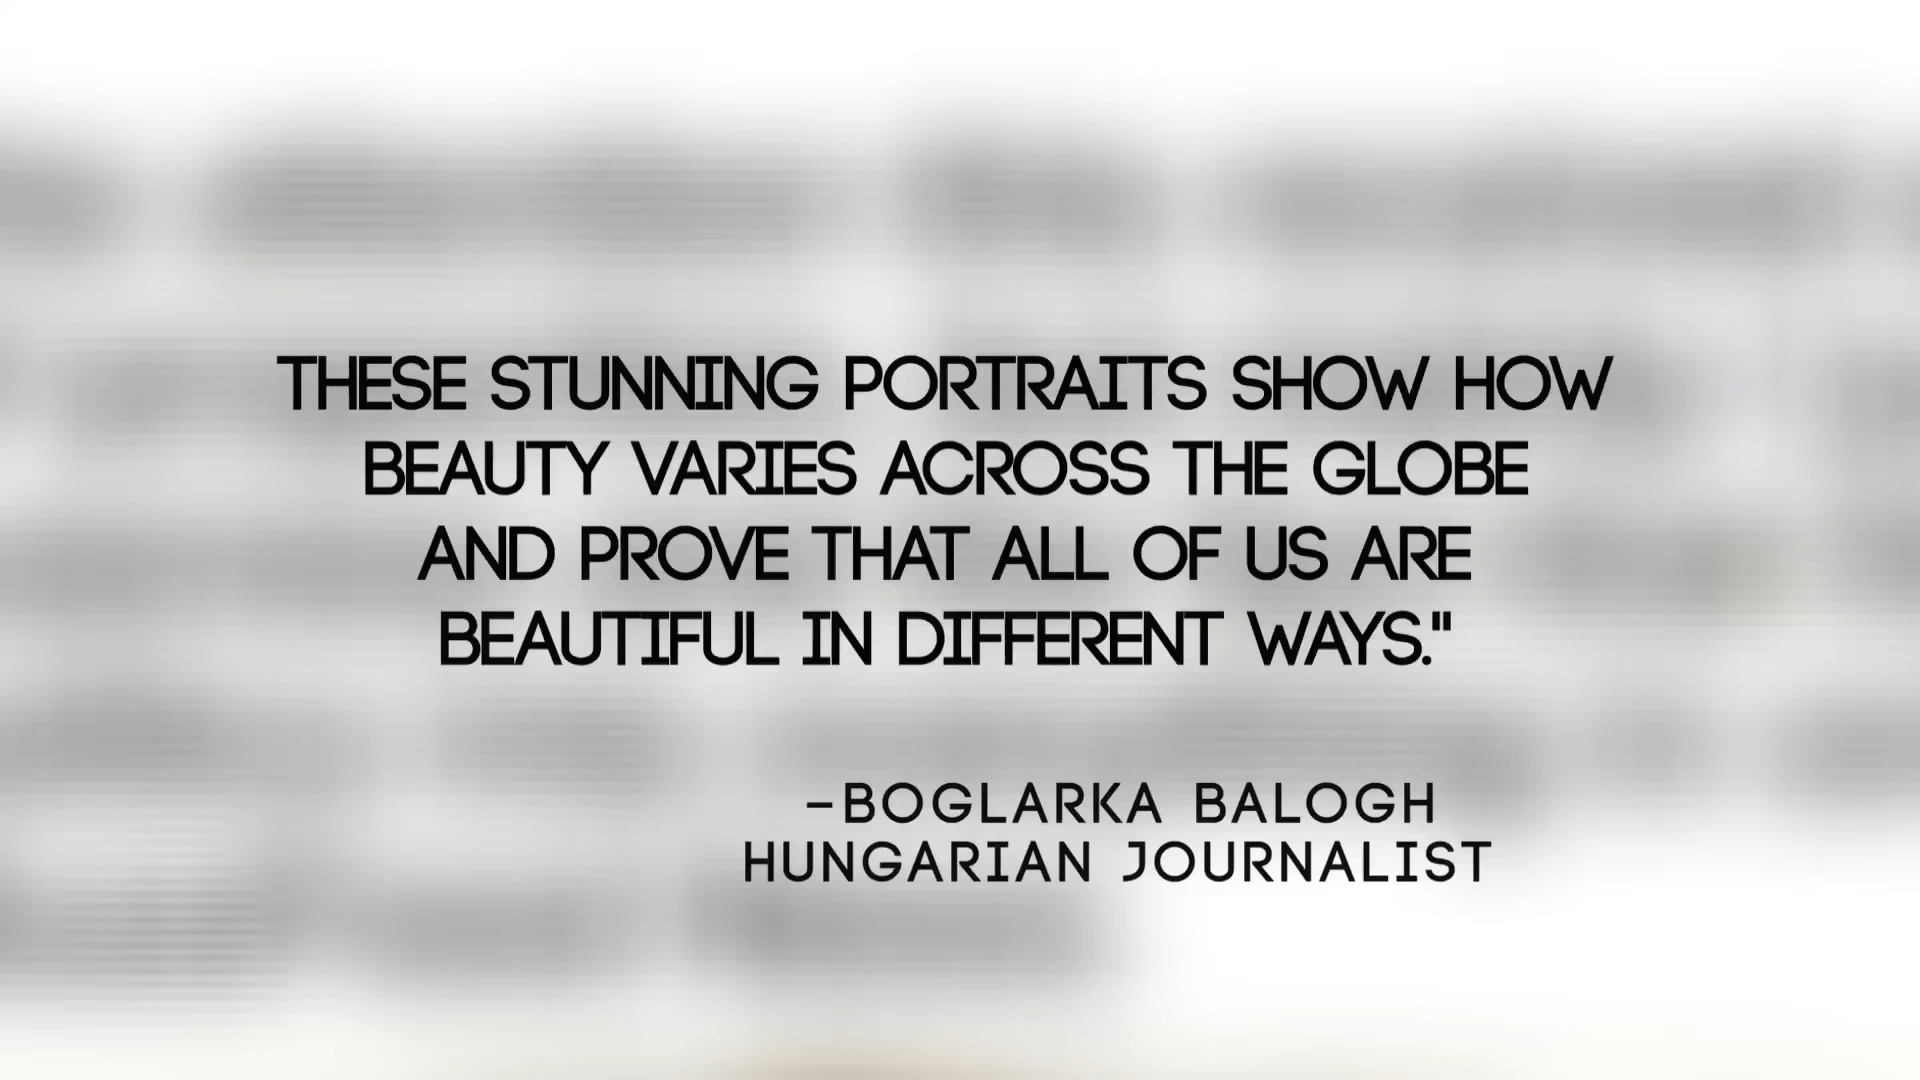 THESE STUNNING PORTRAITS SHOW HOW
BEAUTY VARIES ACROSS THE GLOBE
AND PROVE THAT ALL OF US ARE
BEAUTIFUL IN DIFFERENT WAYS."
–BOGLARKA BALOGH
HUNGARIAN JOURNALIST